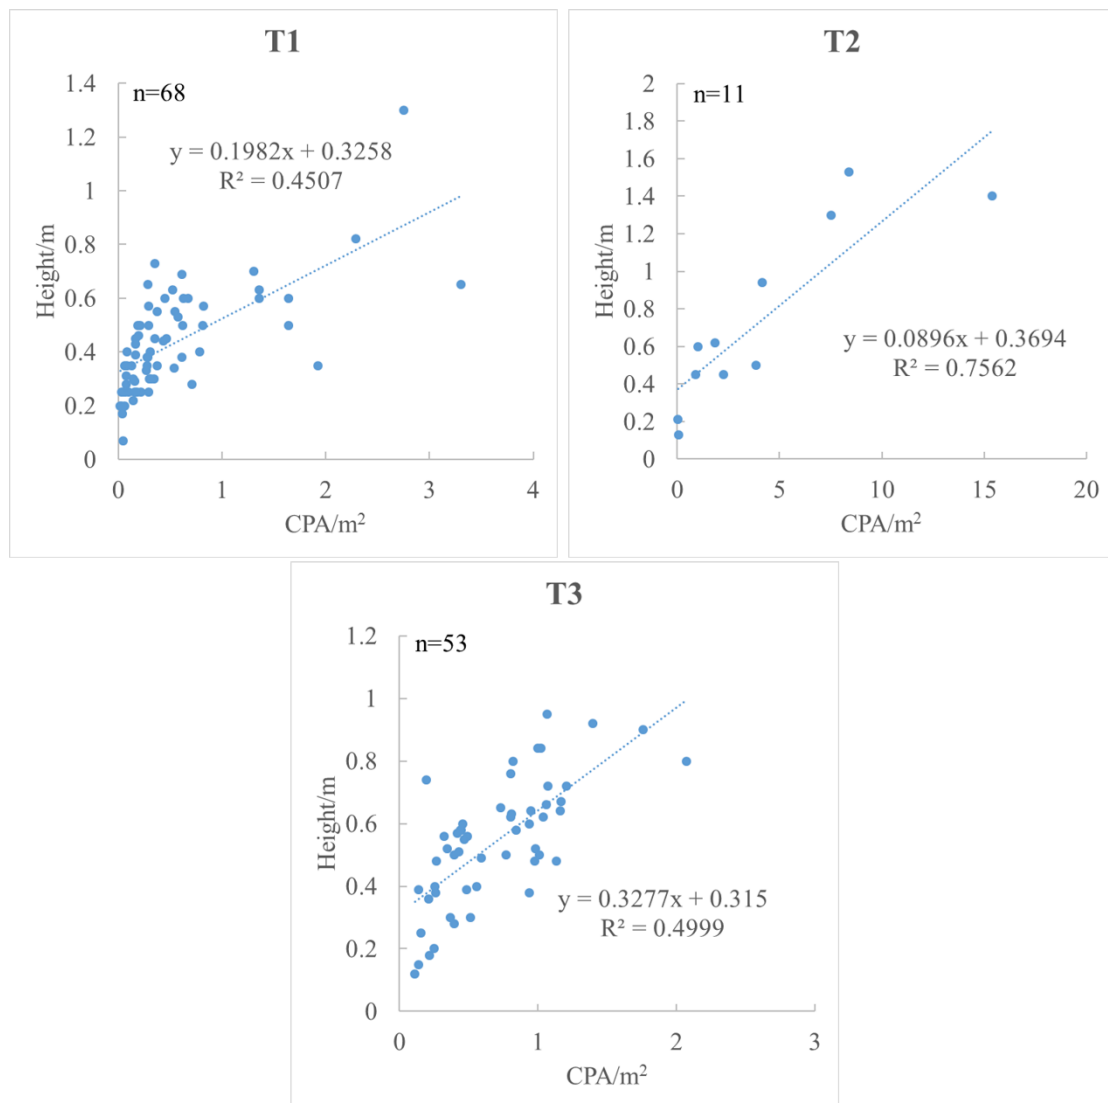 T1
n=68
y = 0.1982x + 0.3258
R² = 0.4507
1.4
1.2
1
0.8
0.6
0.4
0.2
0
Height/m
0 1 2 3 4
CPA/m²
T2
n=11
y = 0.0896x + 0.3694
R² = 0.7562
2
1.8
1.6
1.4
1.2
1
0.8
0.6
0.4
0.2
0
Height/m
0 5 10 15 20
CPA/m²
T3
n=53
y = 0.3277x + 0.315
R² = 0.4999
1.2
1
0.8
0.6
0.4
0.2
0
Height/m
0 1 2 3
CPA/m²